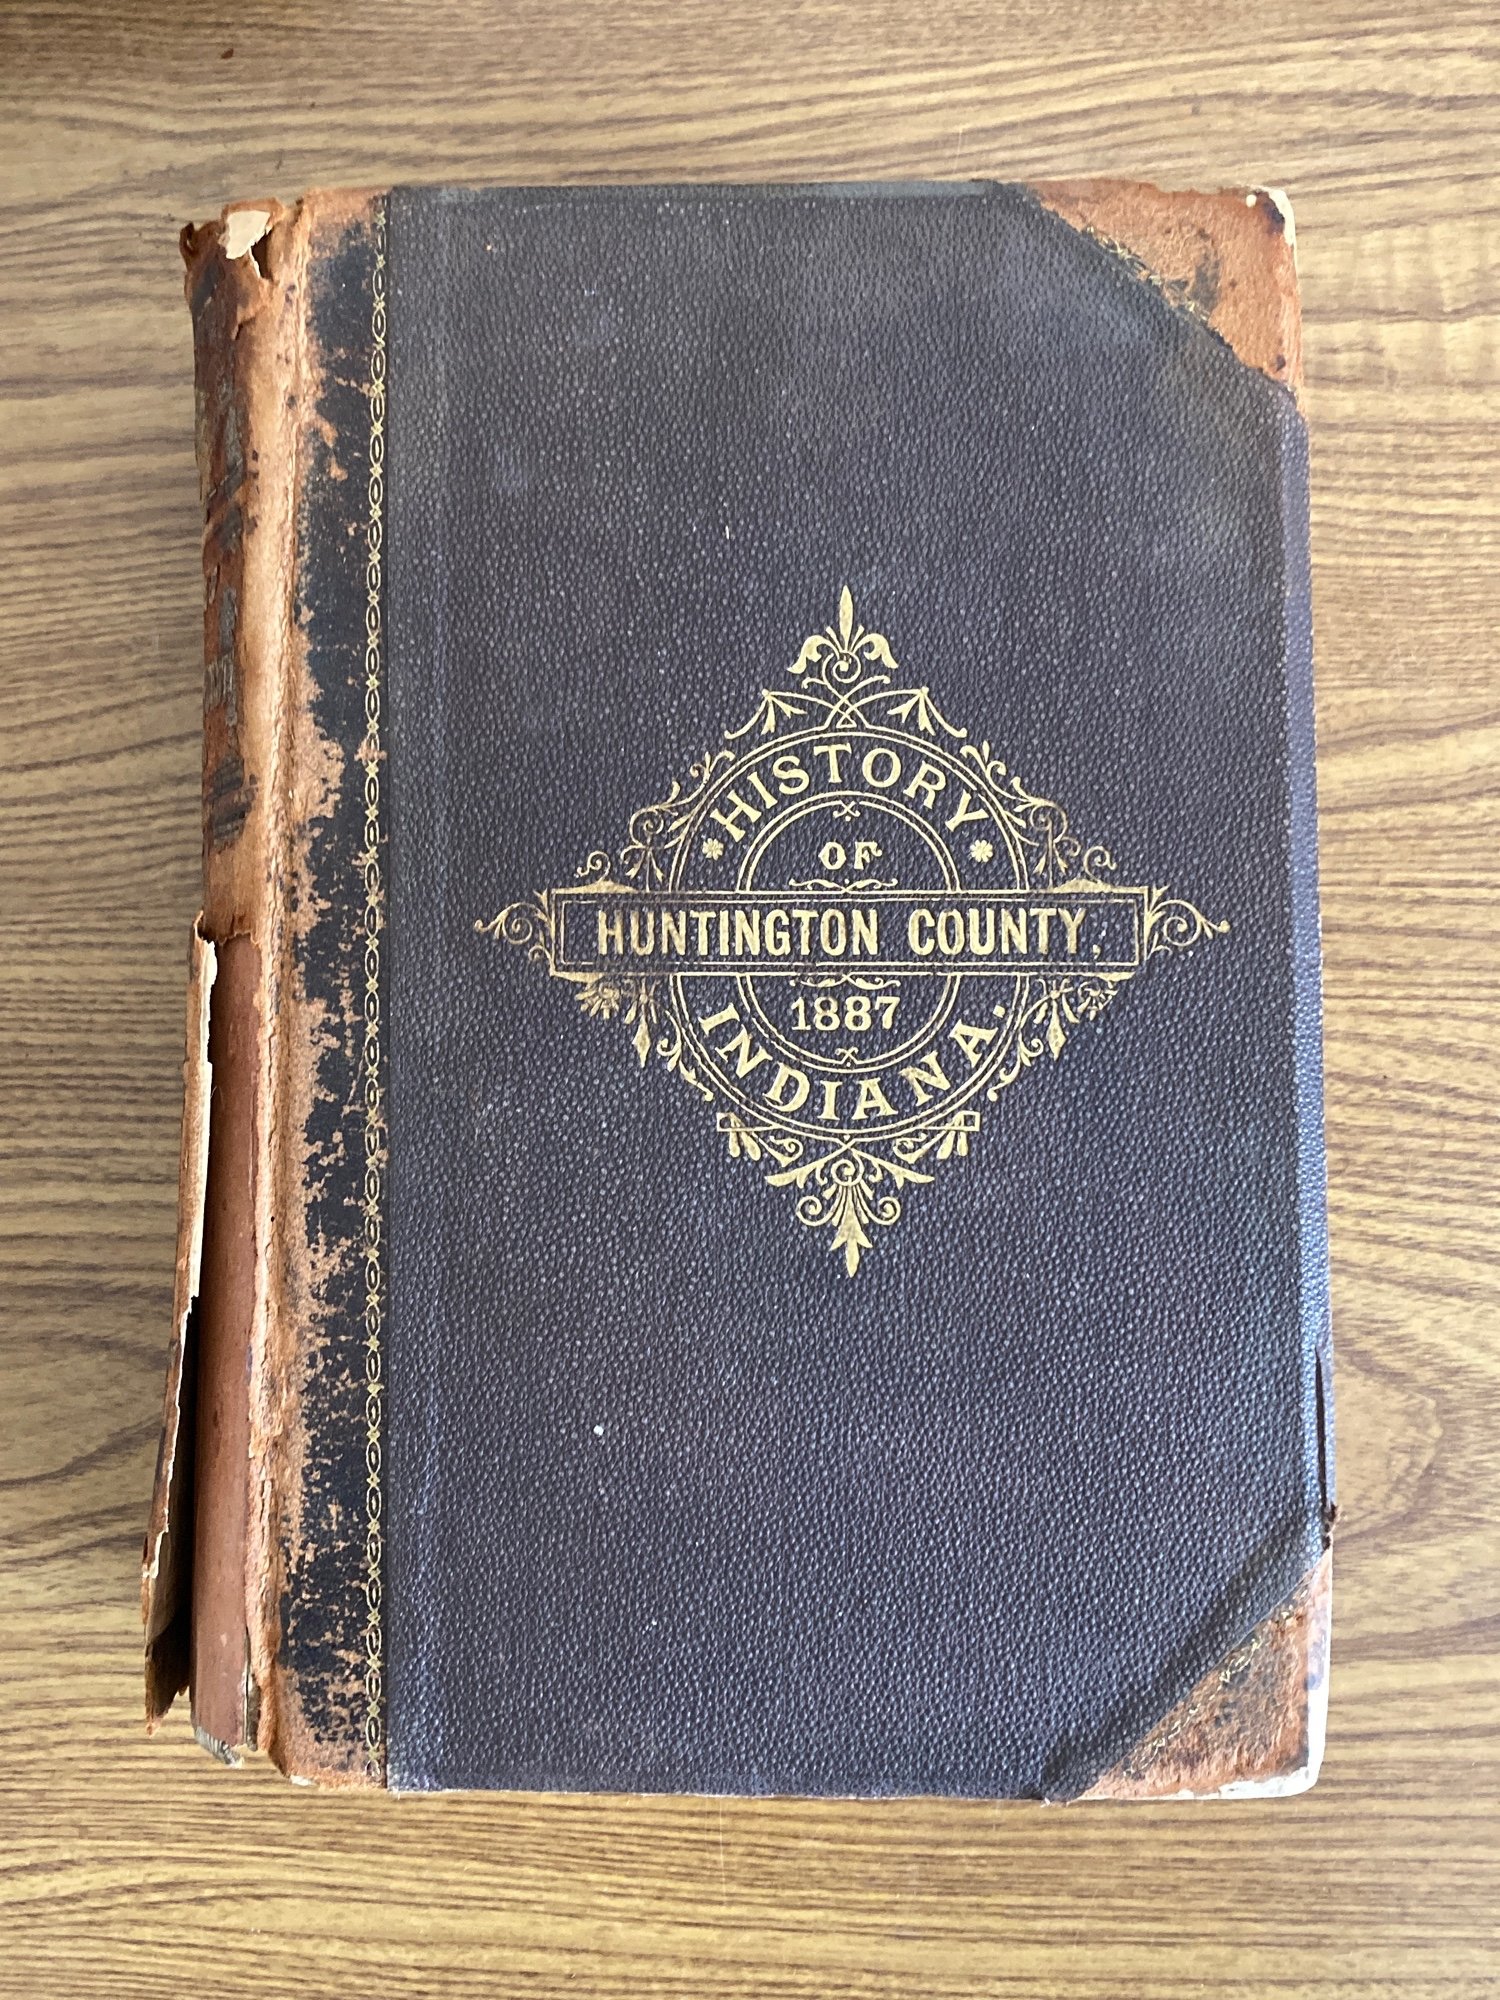 HISTORY
OF
HUNTINGTON COUNTY,
1887
INDIANA.